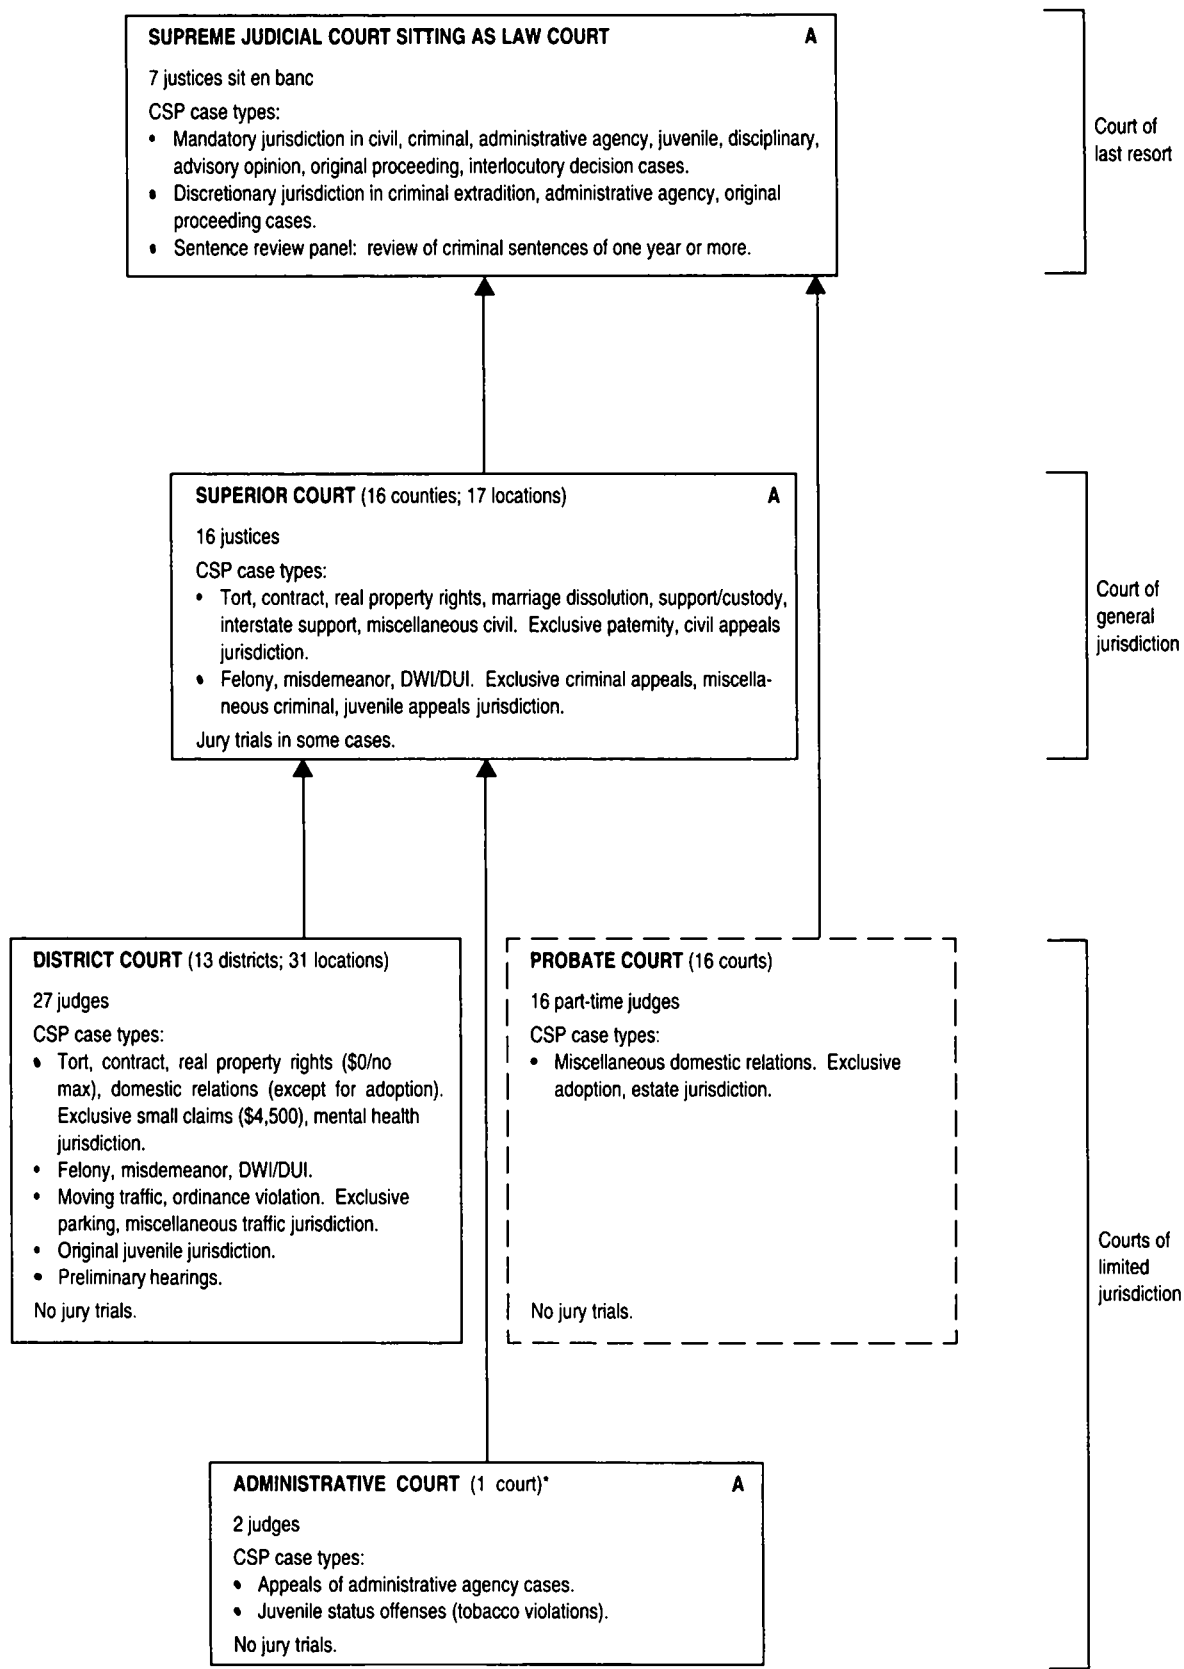 SUPREME JUDICIAL COURT SITTING AS LAW COURT A
7 justices sit en banc
CSP case types:
• Mandatory jurisdiction in civil, criminal, administrative agency, juvenile, disciplinary,
advisory opinion, original proceeding, interlocutory decision cases.
• Discretionary jurisdiction in criminal extradition, administrative agency, original
proceeding cases.
• Sentence review panel: review of criminal sentences of one year or more.
Court of
last resort
SUPERIOR COURT (16 counties; 17 locations) A
16 justices
CSP case types:
• Tort, contract, real property rights, marriage dissolution, support/custody,
interstate support, miscellaneous civil. Exclusive paternity, civil appeals
jurisdiction.
• Felony, misdemeanor, DWI/DUI. Exclusive criminal appeals, miscella-
neous criminal, juvenile appeals jurisdiction.
Jury trials in some cases.
Court of
general
jurisdiction
DISTRICT COURT (13 districts; 31 locations)
27 judges
CSP case types:
• Tort, contract, real property rights ($0/no
max), domestic relations (except for adoption).
Exclusive small claims ($4,500), mental health
jurisdiction.
• Felony, misdemeanor, DWI/DUI.
• Moving traffic, ordinance violation. Exclusive
parking, miscellaneous traffic jurisdiction.
• Original juvenile jurisdiction.
• Preliminary hearings.
No jury trials.
PROBATE COURT (16 courts)
16 part-time judges
CSP case types:
• Miscellaneous domestic relations. Exclusive
adoption, estate jurisdiction.
No jury trials.
Courts of
limited
jurisdiction
ADMINISTRATIVE COURT (1 court)* A
2 judges
CSP case types:
• Appeals of administrative agency cases.
• Juvenile status offenses (tobacco violations).
No jury trials.